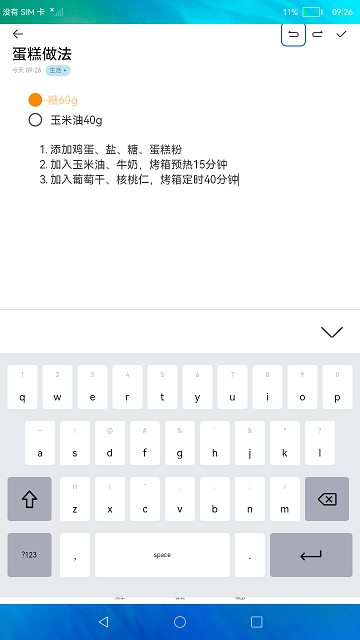 没有 SIM 卡
11%
09:26
蛋糕做法
今天 09:26
生活
糖60g
玉米油40g
1. 添加鸡蛋、盐、糖、蛋糕粉
2. 加入玉米油、牛奶，烤箱预热15分钟
3. 加入葡萄干、核桃仁，烤箱定时40分钟
1 2 3 4 5 6 7 8 9 0
q w e r t y u i o p
~ ! @ # % ' & * ?
a s d f g h j k l
z x c v b n m
?123 , space .